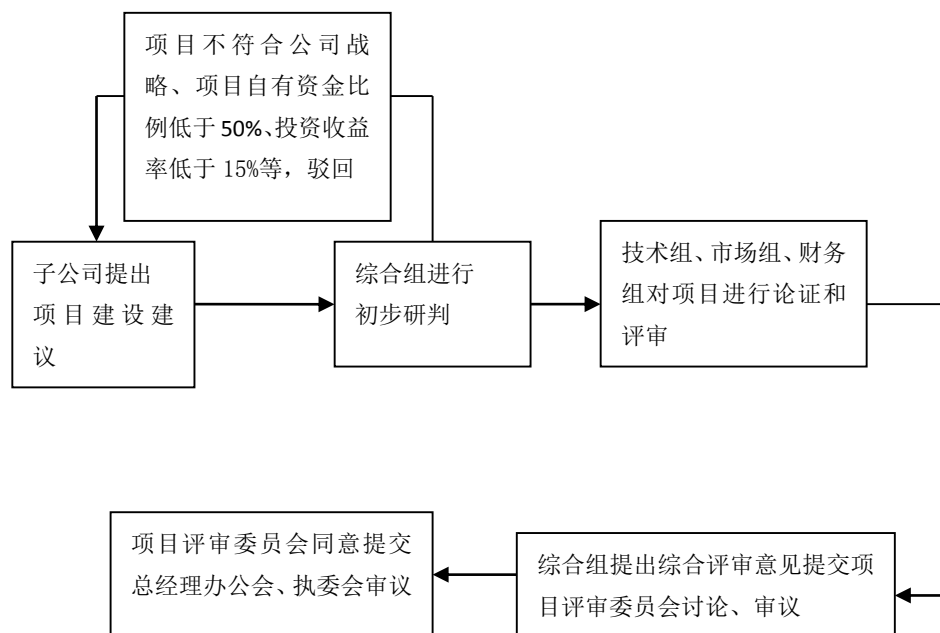 项目不符合公司战
略、项目自有资金比
例低于50%、投资收益
率低于 15%等，驳回
子公司提出
项目建设建
议
综合组进行
初步研判
技术组、市场组、财务
组对项目进行论证和
评审
项目评审委员会同意提交
总经理办公会、执委会审议
综合组提出综合评审意见提交项
目评审委员会讨论、审议